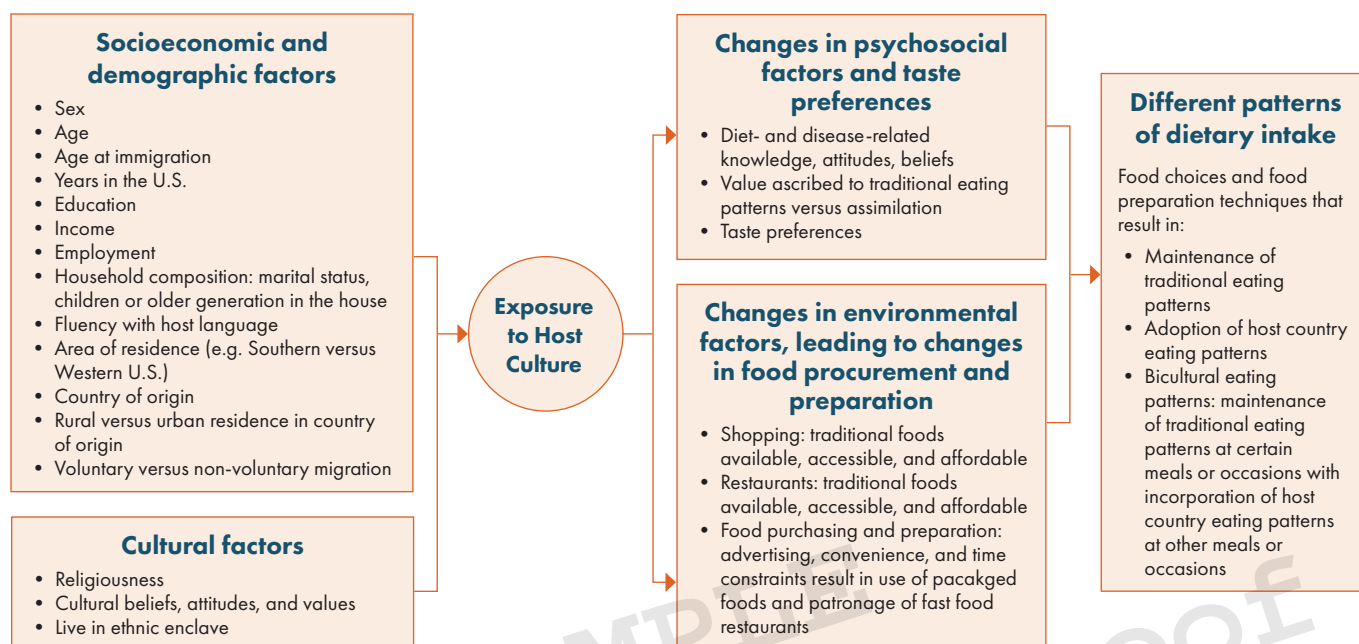 Socioeconomic and
demographic factors
• Sex
• Age
• Age at immigration
• Years in the U.S.
• Education
• Income
• Employment
• Household composition: marital status,
children or older generation in the house
• Fluency with host language
• Area of residence (e.g. Southern versus
Western U.S.)
• Country of origin
• Rural versus urban residence in country
of origin
• Voluntary versus non-voluntary migration
Cultural factors
• Religiousness
• Cultural beliefs, attitudes, and values
• Live in ethnic enclave
Exposure
to Host
Culture
Changes in psychosocial
factors and taste
preferences
• Diet- and disease-related
knowledge, attitudes, beliefs
• Value ascribed to traditional eating
patterns versus assimilation
• Taste preferences
Changes in environmental
factors, leading to changes
in food procurement and
preparation
• Shopping: traditional foods
available, accessible, and affordable
• Restaurants: traditional foods
available, accessible, and affordable
• Food purchasing and preparation:
advertising, convenience, and time
constraints result in use of pacakged
foods and patronage of fast food
restaurants
Different patterns
of dietary intake
Food choices and food
preparation techniques that
result in:
• Maintenance of
traditional eating
patterns
• Adoption of host country
eating patterns
• Bicultural eating
patterns: maintenance
of traditional eating
patterns at certain
meals or occasions with
incorporation of host
country eating patterns
at other meals or
occasions